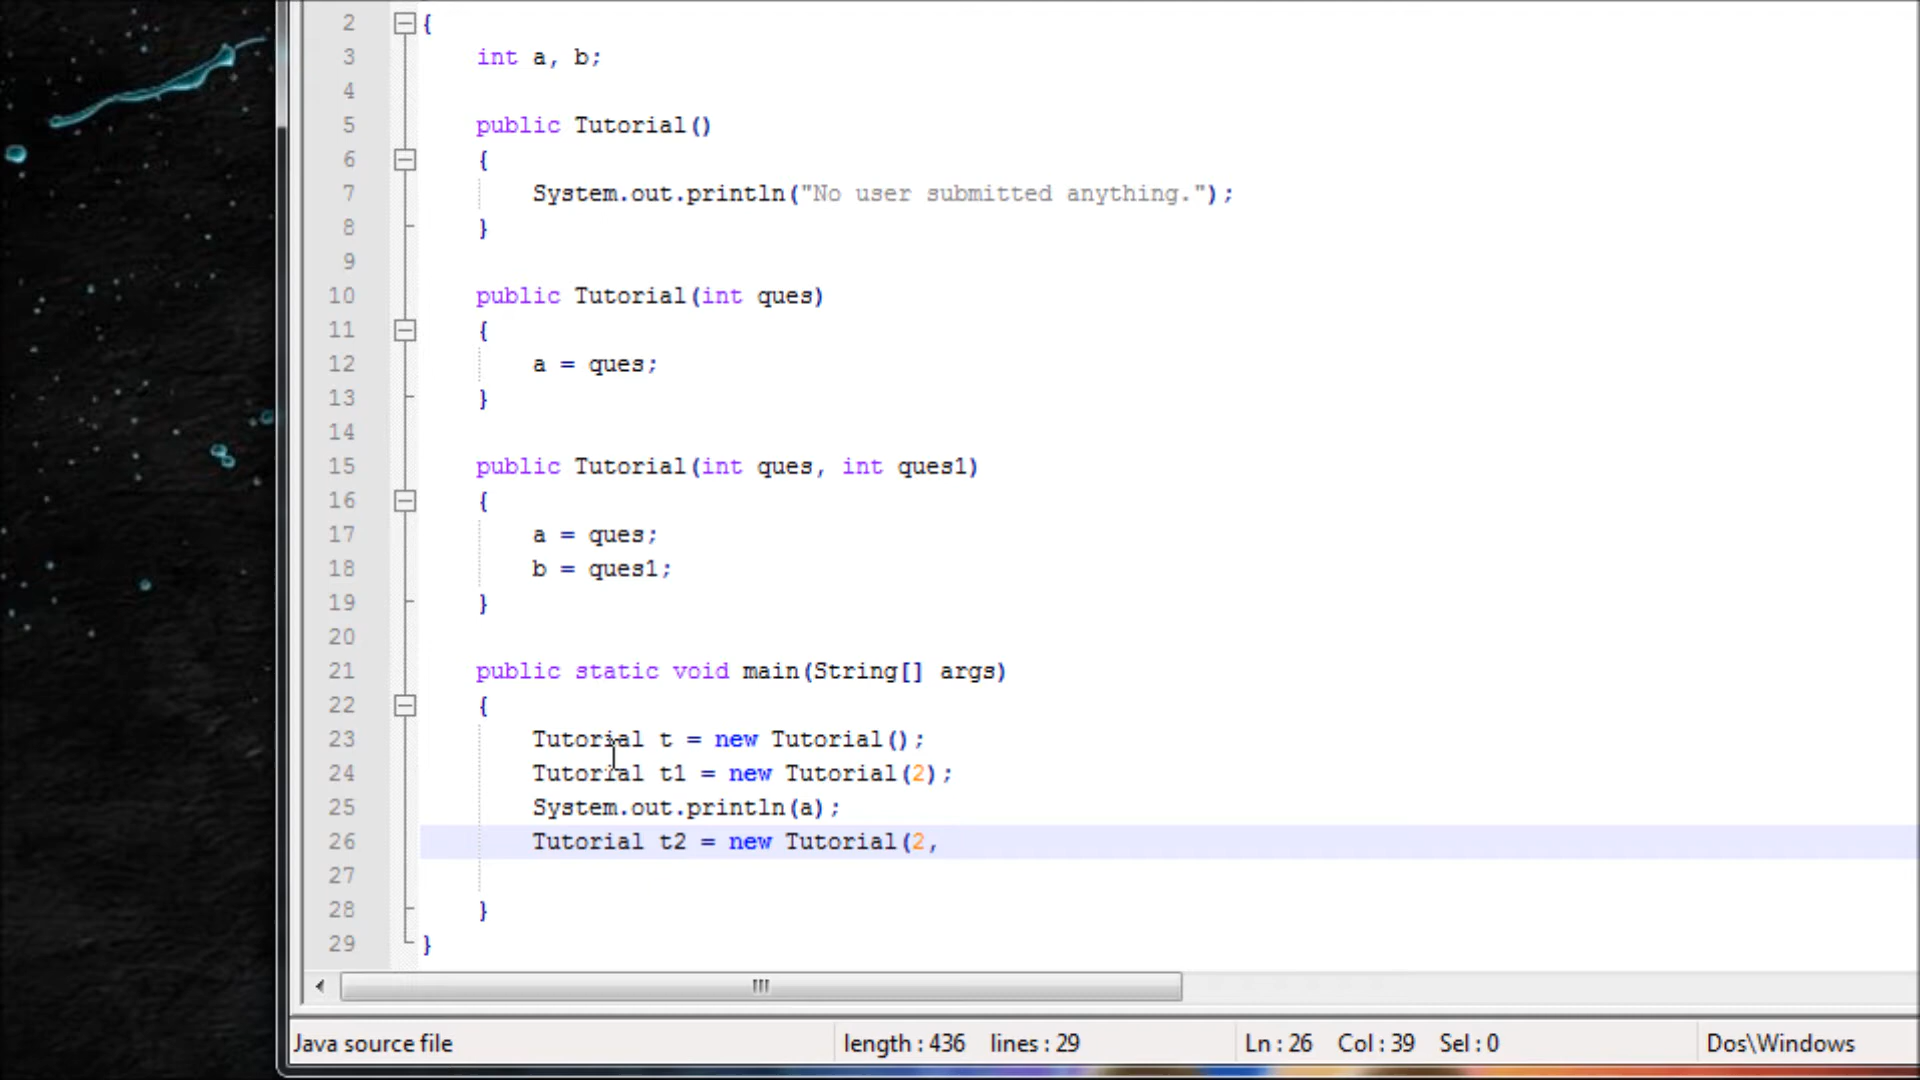 2 {
3 int a, b;
4
5 public Tutorial()
6 {
7 System.out.println("No user submitted anything.");
8 }
9
10 public Tutorial(int ques)
11 {
12 a = ques;
13 }
14
15 public Tutorial(int ques, int ques1)
16 {
17 a = ques;
18 b = ques1;
19 }
20
21 public static void main(String[] args)
22 {
23 Tutorial t = new Tutorial();
24 Tutorial t1 = new Tutorial(2);
25 System.out.println(a);
26 Tutorial t2 = new Tutorial(2,
27
28 }
29 }
Java source file length : 436 lines : 29 Ln : 26 Col : 39 Sel : 0 Dos\Windows